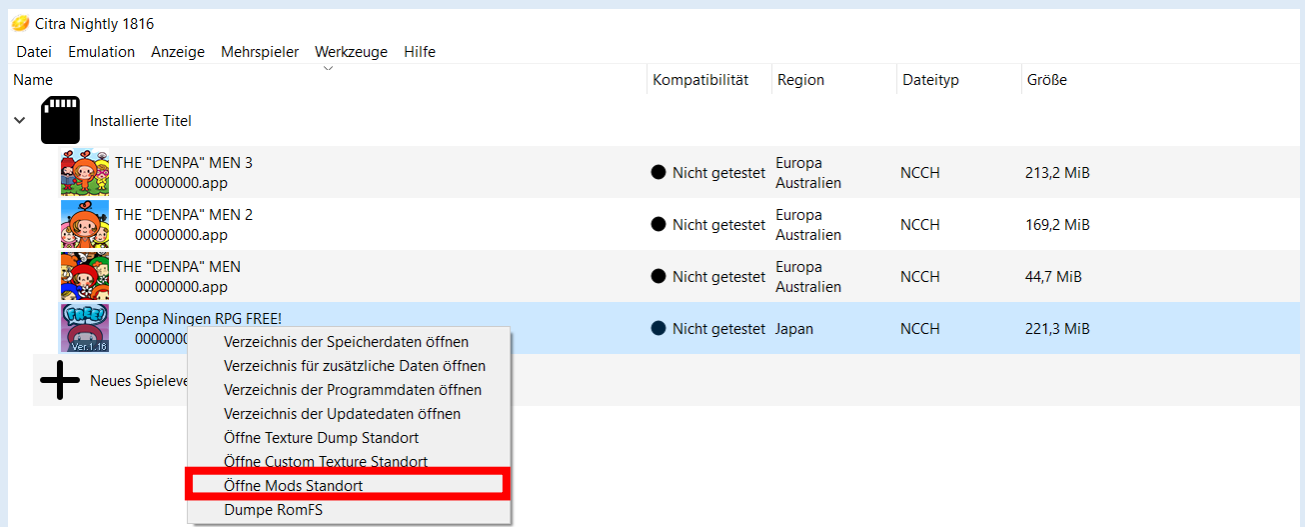 Citra Nightly 1816
Datei Emulation Anzeige Mehrspieler Werkzeuge Hilfe
Name Kompatibilität Region Dateityp Größe
Installierte Titel
THE "DENPA" MEN 3
00000000.app
Nicht getestet
Europa
Australien
NCCH
213,2 MiB
THE "DENPA" MEN 2
00000000.app
Nicht getestet
Europa
Australien
NCCH
169,2 MiB
THE "DENPA" MEN
00000000.app
Nicht getestet
Europa
Australien
NCCH
44,7 MiB
FREE!
Ver.1.16
Denpa Ningen RPG FREE!
000000
Nicht getestet
Japan
NCCH
221,3 MiB
Neues Spieleve
Verzeichnis der Speicherdaten öffnen
Verzeichnis für zusätzliche Daten öffnen
Verzeichnis der Programmdaten öffnen
Verzeichnis der Updatedaten öffnen
Öffne Texture Dump Standort
Öffne Custom Texture Standort
Öffne Mods Standort
Dumpe RomFS